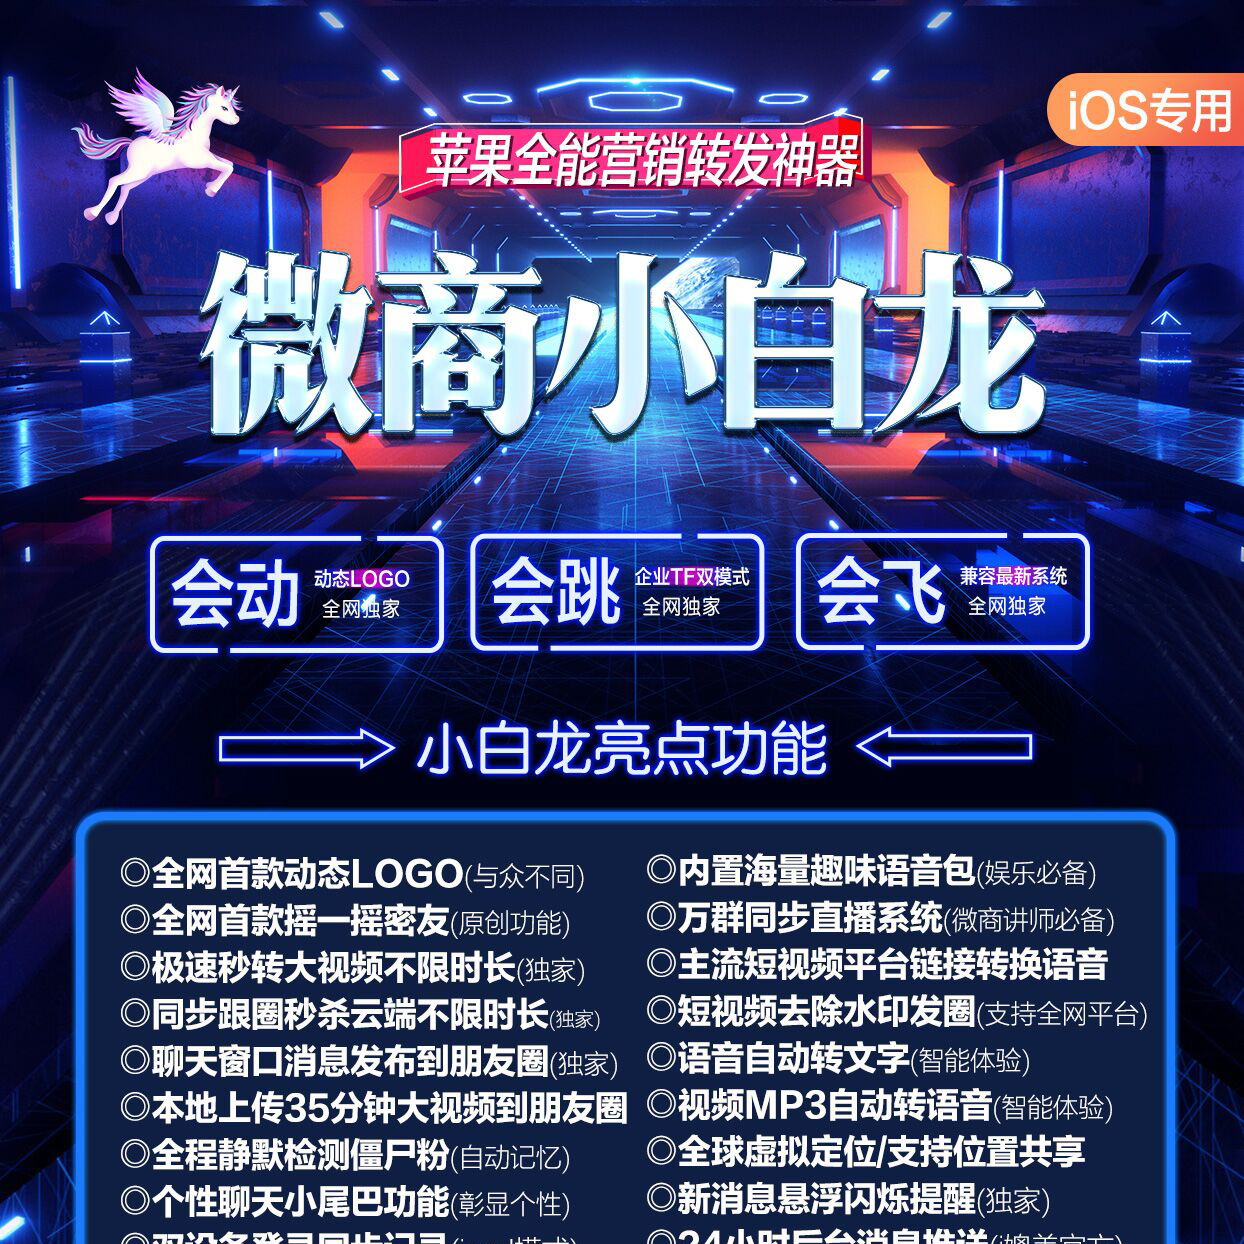 iOS专用
苹果全能营销转发神器
微商小白龙
会动 动态LOGO 全网独家
会跳 企业TF双模式 全网独家
会飞 兼容最新系统 全网独家
小白龙亮点功能
◎全网首款动态LOGO(与众不同)
◎全网首款摇一摇密友(原创功能)
◎极速秒转大视频不限时长(独家)
◎同步跟圈秒杀云端不限时长(独家)
◎聊天窗口消息发布到朋友圈(独家)
◎本地上传35分钟大视频到朋友圈
◎全程静默检测僵尸粉(自动记忆)
◎个性聊天小尾巴功能(彰显个性)
◎内置海量趣味语音包(娱乐必备)
◎万群同步直播系统(微商讲师必备)
◎主流短视频平台链接转换语音
◎短视频去除水印发圈(支持全网平台)
◎语音自动转文字(智能体验)
◎视频MP3自动转语音(智能体验)
◎全球虚拟定位/支持位置共享
◎新消息悬浮闪烁提醒(独家)
◎24小时后台消息推送